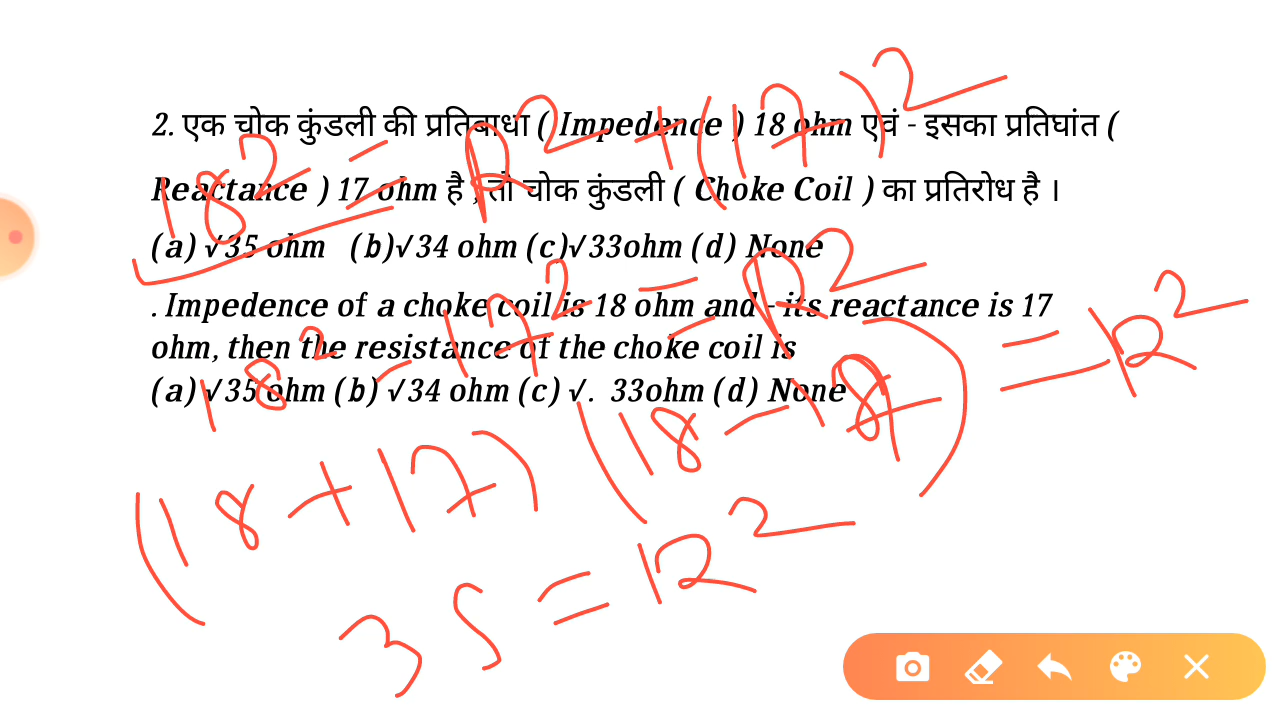 2. एक चोक कुंडली की प्रतिबाधा ( Impedence ) 18 ohm एवं - इसका प्रतिघांत (
Reactance ) 17 ohm है , तो चोक कुंडली ( Choke Coil ) का प्रतिरोध है ।
(a) √35 ohm (b)√34 ohm (c)√33ohm (d) None
. Impedence of a choke coil is 18 ohm and - its reactance is 17
ohm, then the resistance of the choke coil is
(a) √35 ohm (b) √34 ohm (c) √. 33ohm (d) None
18² = R² + (17)²
18² - 17² = R²
(18+17) (18-17) = R²
35 = R²